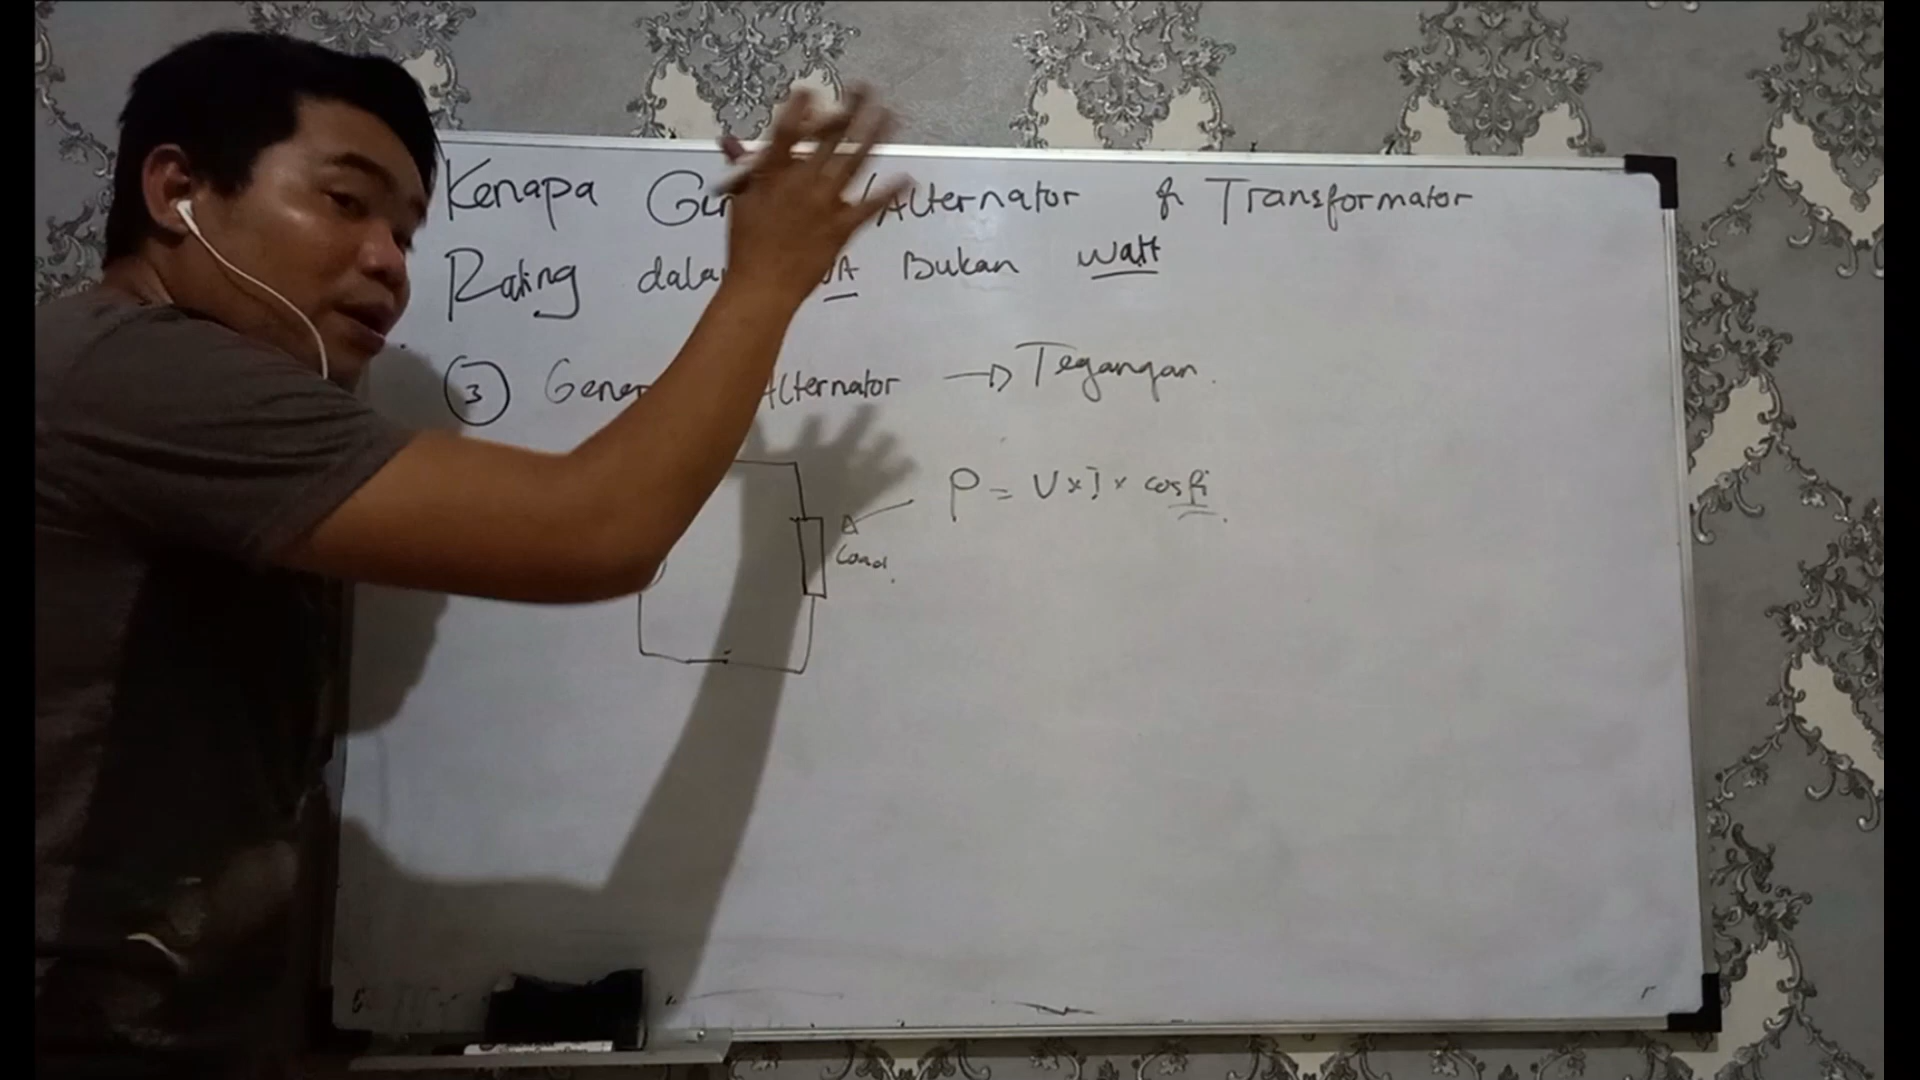 Kenapa /Alternator & Transformator
Rating Bukan Watt
③ Alternator → Tegangan.
P = V x I x cos fi
Load.